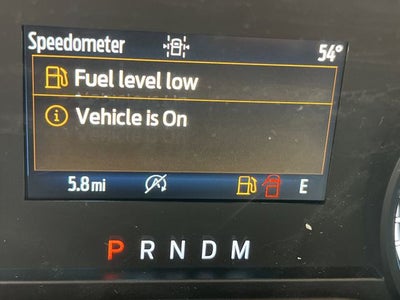 Speedometer 54°
Fuel level low
Vehicle is On
5.8 mi E
P R N D M